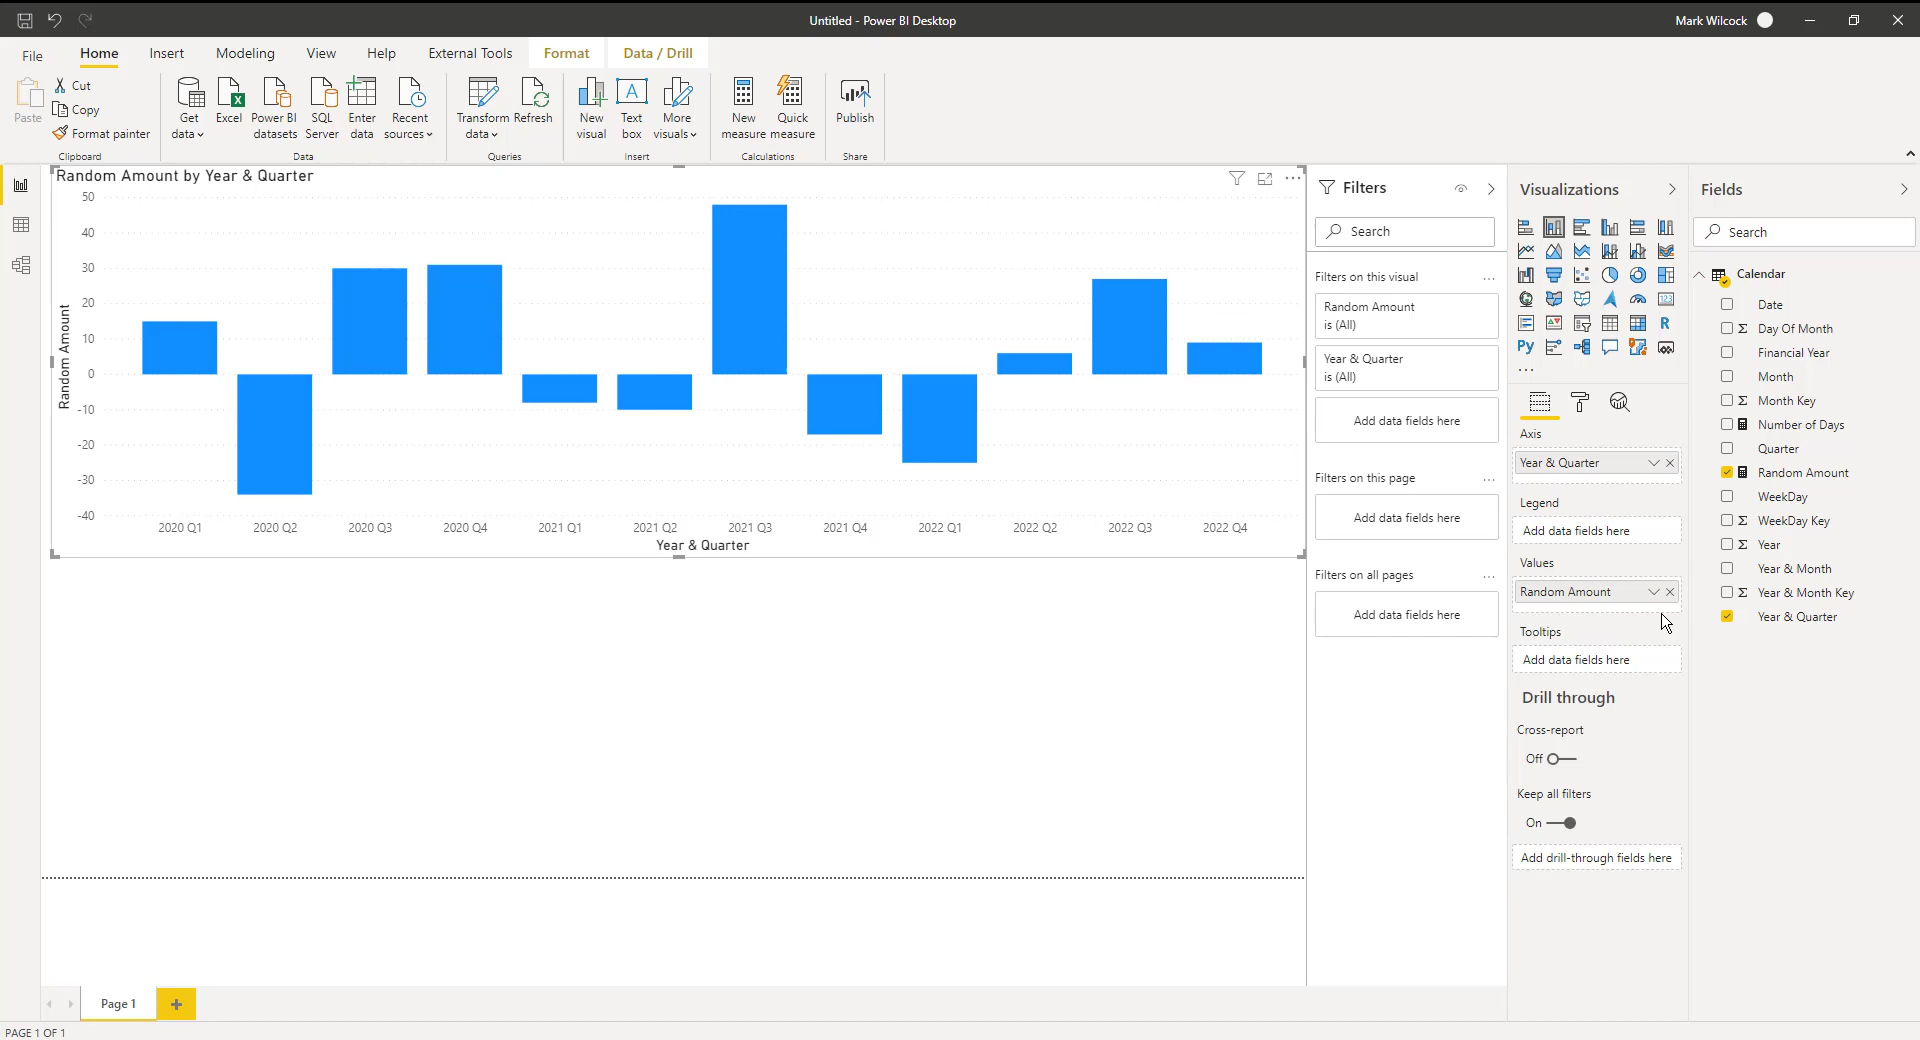 Untitled - Power BI Desktop
Mark Wilcock
File
Home
Insert
Modeling
View
Help
External Tools
Format
Data / Drill
Paste
Cut
Copy
Format painter
Clipboard
Get
data
Excel
Power BI
datasets
SQL
Server
Enter
data
Recent
sources
Data
Transform
data
Refresh
Queries
New
visual
Text
box
More
visuals
Insert
New
measure
Quick
measure
Calculations
Publish
Share
Random Amount by Year & Quarter
50
40
30
20
10
0
-10
-20
-30
-40
Random Amount
2020 Q1
2020 Q2
2020 Q3
2020 Q4
2021 Q1
2021 Q2
2021 Q3
2021 Q4
2022 Q1
2022 Q2
2022 Q3
2022 Q4
Year & Quarter
Filters
Search
Filters on this visual
Random Amount
is (All)
Year & Quarter
is (All)
Add data fields here
Filters on this page
Add data fields here
Filters on all pages
Add data fields here
Visualizations
123
R
Py
Axis
Year & Quarter
Legend
Add data fields here
Values
Random Amount
Tooltips
Add data fields here
Drill through
Cross-report
Off
Keep all filters
On
Add drill-through fields here
Fields
Search
Calendar
Date
Σ Day Of Month
Financial Year
Month
Σ Month Key
Number of Days
Quarter
Random Amount
WeekDay
Σ WeekDay Key
Σ Year
Year & Month
Σ Year & Month Key
Year & Quarter
Page 1
PAGE 1 OF 1